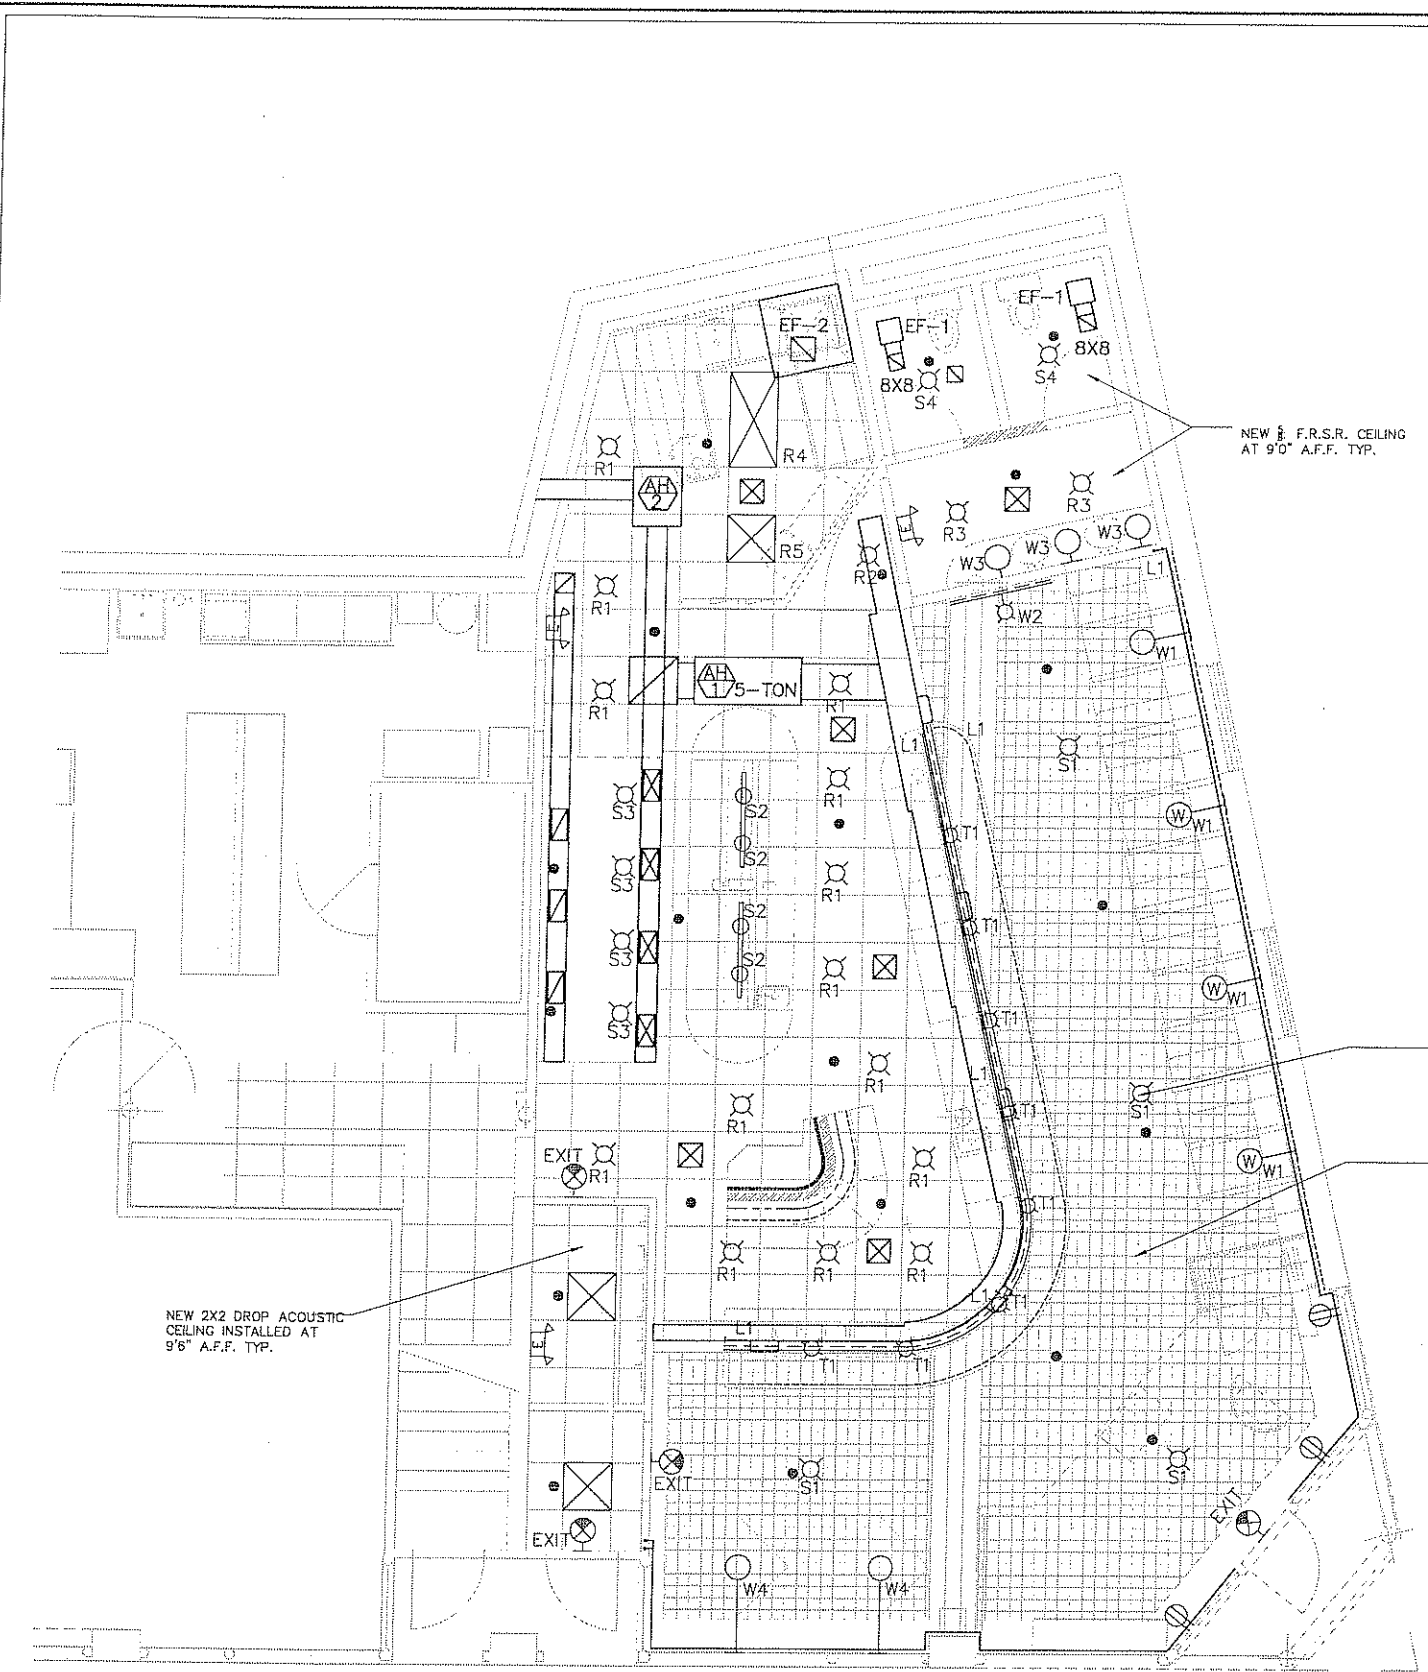 EF-2
EF-1
EF-1
8X8
8X8
S4
S4
NEW F.R.S.R. CEILING
AT 9'0" A.F.F. TYP.
R1
R4
AH
2
R3
R3
R5
R2
W3
W3
W3
L1
R1
E
E
W2
W1
AH
1
5-TON
R1
R1
L1
L1
S1
R1
S3
S2
S2
T1
W1
R1
S3
S2
S2
T1
S3
R1
W1
S3
T1
R1
L1
T1
S1
R1
EXIT
R1
R1
W1
T1
R1
R1
R1
L1
T1
NEW 2X2 DROP ACOUSTIC
CEILING INSTALLED AT
9'6" A.F.F. TYP.
E
L1
T1
T1
EXIT
S1
S1
EXIT
EXIT
W4
W4